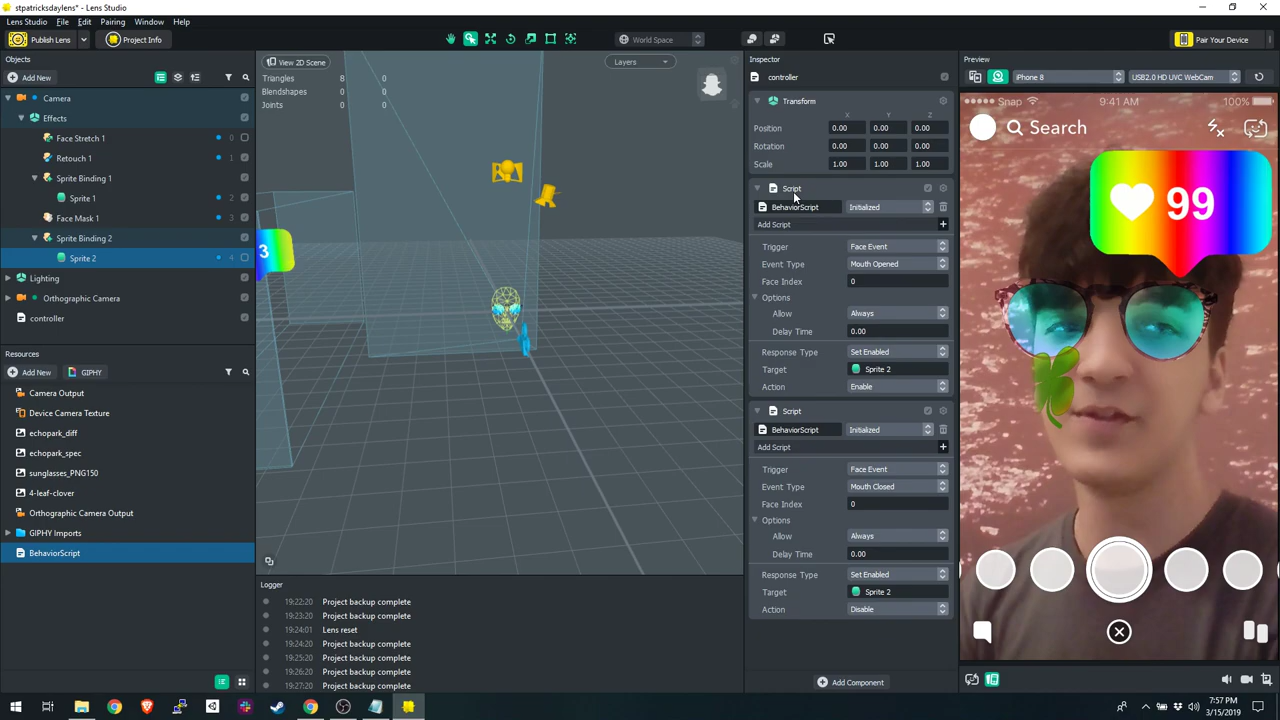 stpatricksdaylens* - Lens Studio
Lens Studio File Edit Pairing Window Help
Publish Lens Project Info World Space Pair Your Device
Objects
Add New
Camera
Effects
Face Stretch 1 0
Retouch 1 1
Sprite Binding 1
Sprite 1 2
Face Mask 1 3
Sprite Binding 2
Sprite 2 4
Lighting
Orthographic Camera
controller
Resources
Add New GIPHY
Camera Output
Device Camera Texture
echopark_diff
echopark_spec
sunglasses_PNG150
4-leaf-clover
Orthographic Camera Output
GIPHY Imports
BehaviorScript
View 2D Scene Layers
Triangles 8 0
Blendshapes 0 0
Joints 0 0
3
Logger
19:22:20 Project backup complete
19:23:20 Project backup complete
19:24:01 Lens reset
19:24:20 Project backup complete
19:25:20 Project backup complete
19:26:20 Project backup complete
19:27:20 Project backup complete
Inspector
controller
Transform
X Y Z
Position 0.00 0.00 0.00
Rotation 0.00 0.00 0.00
Scale 1.00 1.00 1.00
Script
BehaviorScript Initialized
Add Script +
Trigger Face Event
Event Type Mouth Opened
Face Index 0
Options
Allow Always
Delay Time 0.00
Response Type Set Enabled
Target Sprite 2
Action Enable
Script
BehaviorScript Initialized
Add Script +
Trigger Face Event
Event Type Mouth Closed
Face Index 0
Options
Allow Always
Delay Time 0.00
Response Type Set Enabled
Target Sprite 2
Action Disable
Add Component
Preview
iPhone 8 USB2.0 HD UVC WebCam
Snap 9:41 AM 100%
Search
99
7:57 PM
3/15/2019